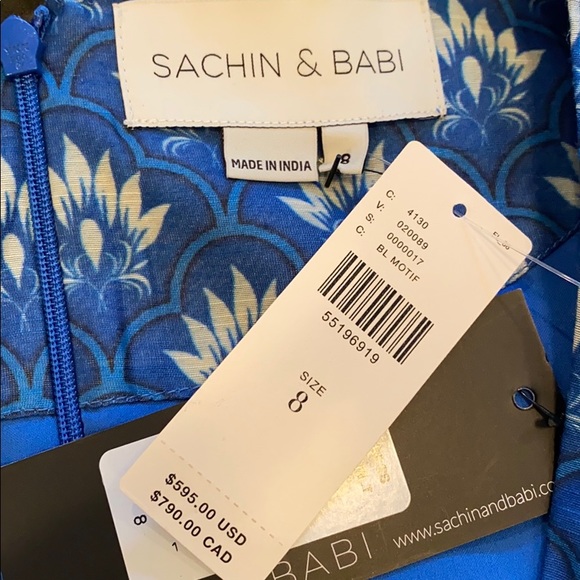 SACHIN & BABI
MADE IN INDIA
8
C: 4130
V: 020089
S: 0000017
C: BL MOTIF
55196919
SIZE
8
$595.00 USD
$790.00 CAD
8
www.sachinandbabi.co
& BABI